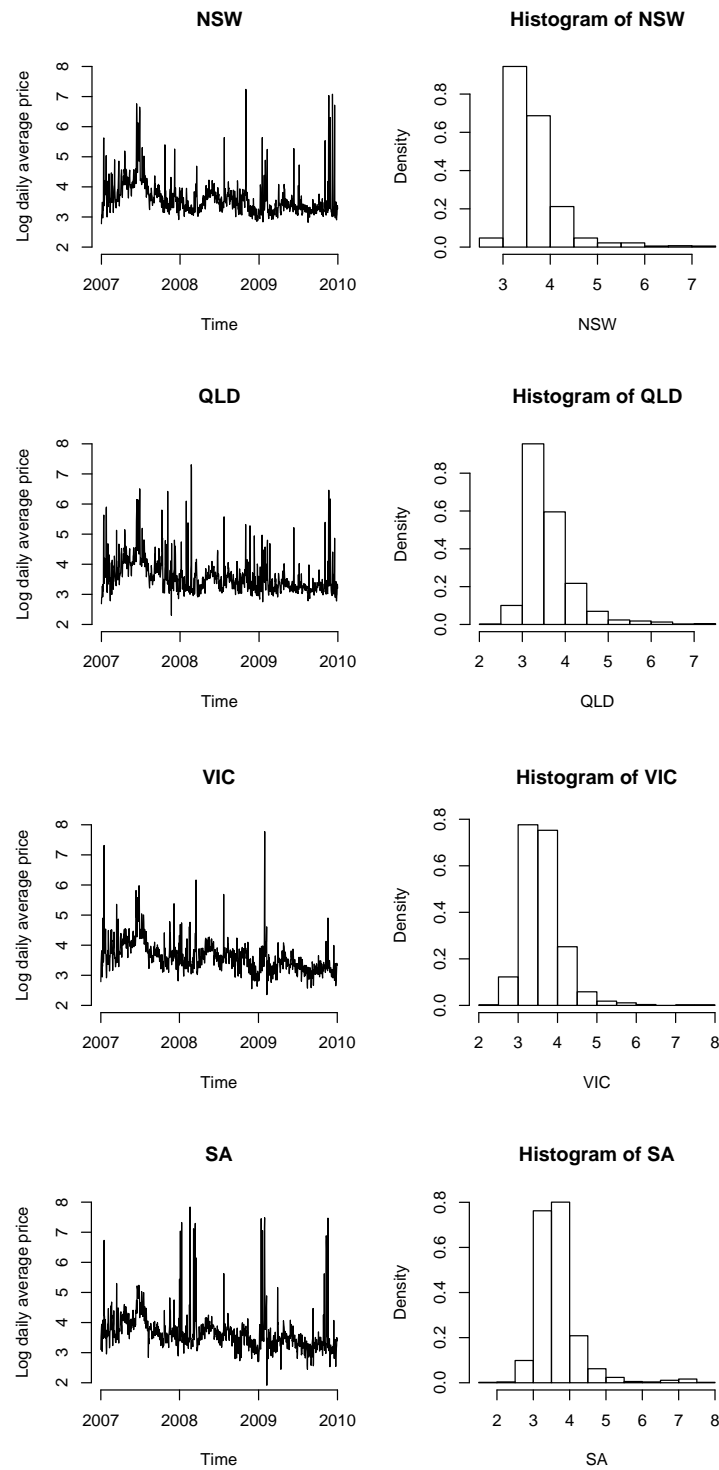 NSW
Log daily average price
8
7
6
5
4
3
2
2007 2008 2009 2010
Time
Histogram of NSW
Density
0.8
0.6
0.4
0.2
0.0
3 4 5 6 7
NSW
QLD
Log daily average price
8
7
6
5
4
3
2
2007 2008 2009 2010
Time
Histogram of QLD
Density
0.8
0.6
0.4
0.2
0.0
2 3 4 5 6 7
QLD
VIC
Log daily average price
8
7
6
5
4
3
2
2007 2008 2009 2010
Time
Histogram of VIC
Density
0.8
0.6
0.4
0.2
0.0
2 3 4 5 6 7 8
VIC
SA
Log daily average price
8
7
6
5
4
3
2
2007 2008 2009 2010
Time
Histogram of SA
Density
0.8
0.6
0.4
0.2
0.0
2 3 4 5 6 7 8
SA